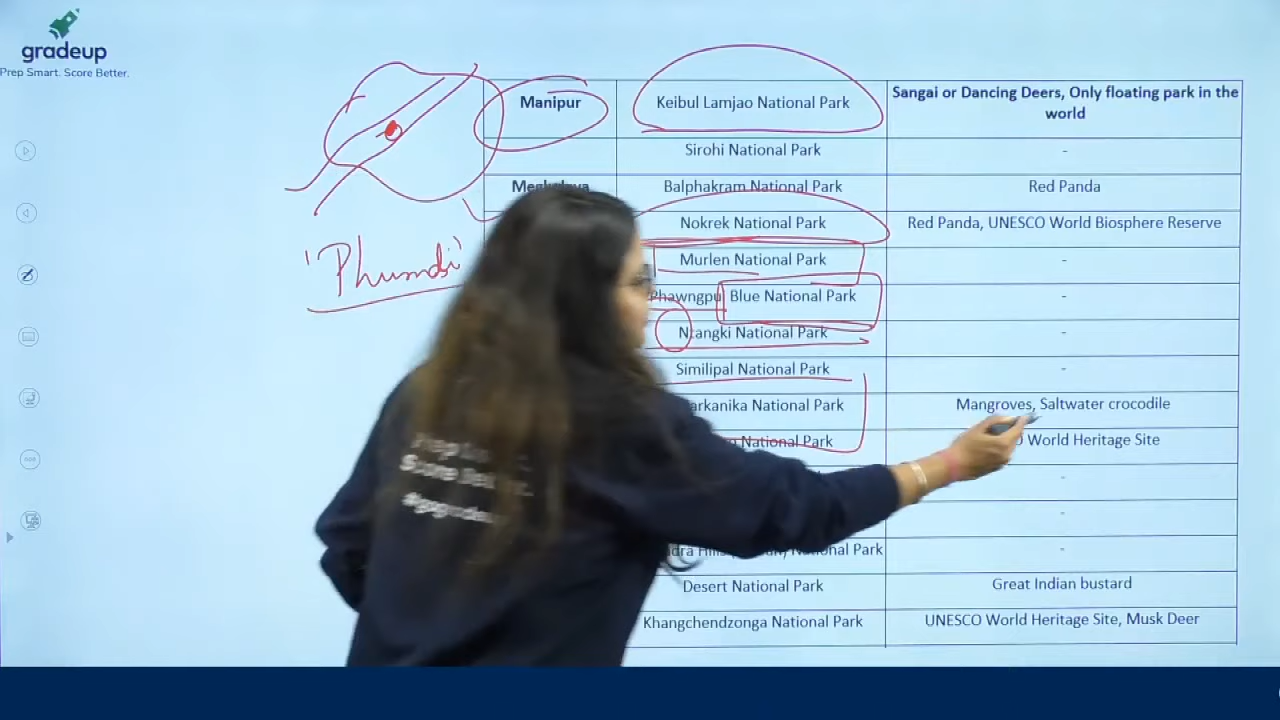 gradeup
Prep Smart. Score Better.
Manipur
Keibul Lamjao National Park
Sangai or Dancing Deers, Only floating park in the
world
Sirohi National Park
-
Balphakram National Park
Red Panda
Nokrek National Park
Red Panda, UNESCO World Biosphere Reserve
'Phumdi'
Murlen National Park
-
Phawngpui Blue National Park
-
Ntangki National Park
-
Similipal National Park
-
arkanika National Park
Mangroves, Saltwater crocodile
National Park
World Heritage Site
-
-
National Park
-
Desert National Park
Great Indian bustard
Khangchendzonga National Park
UNESCO World Heritage Site, Musk Deer